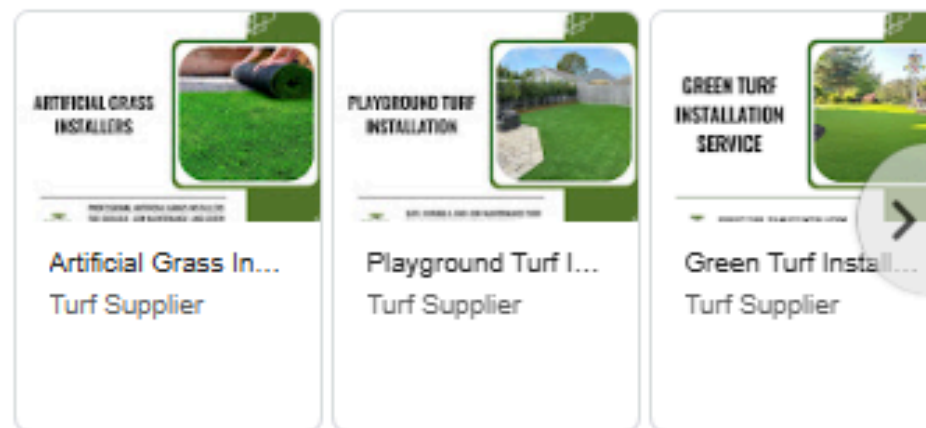 ARTIFICIAL GRASS
INSTALLERS
Artificial Grass In...
Turf Supplier
PLAYGROUND TURF
INSTALLATION
Playground Turf I...
Turf Supplier
GREEN TURF
INSTALLATION
SERVICE
Green Turf Install...
Turf Supplier